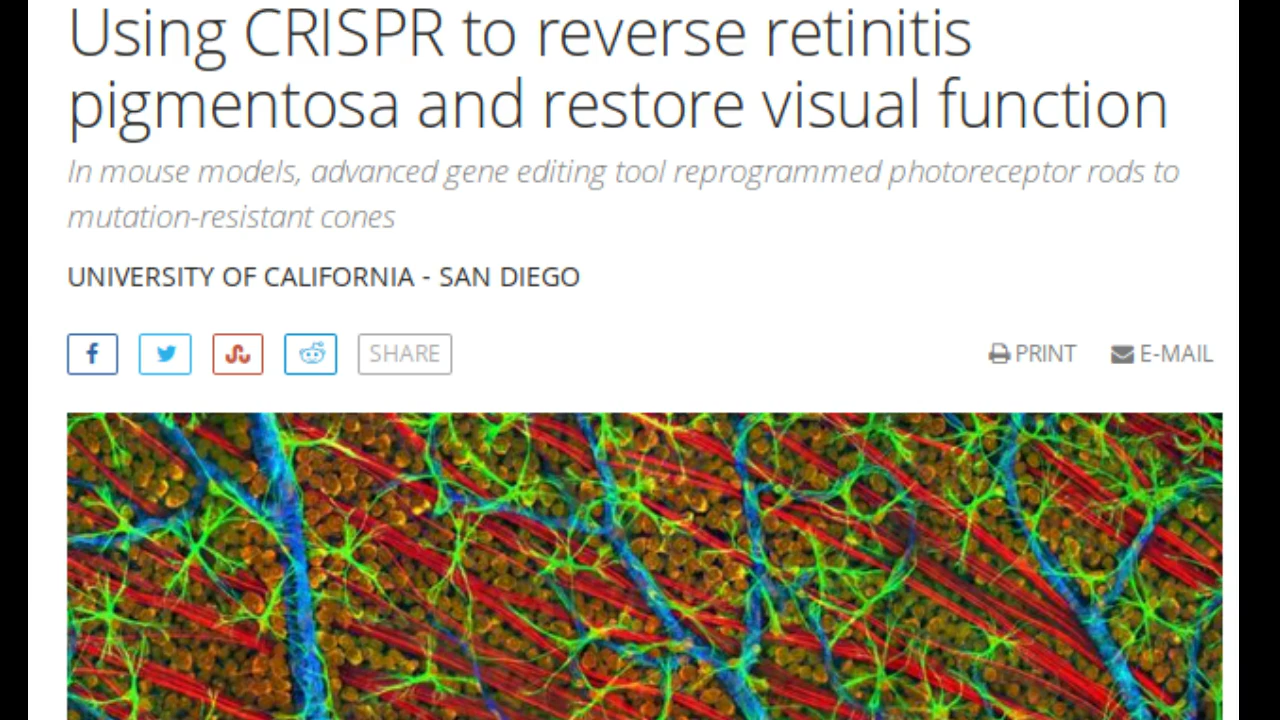 Using CRISPR to reverse retinitis
pigmentosa and restore visual function
In mouse models, advanced gene editing tool reprogrammed photoreceptor rods to
mutation-resistant cones
UNIVERSITY OF CALIFORNIA - SAN DIEGO
SHARE PRINT E-MAIL